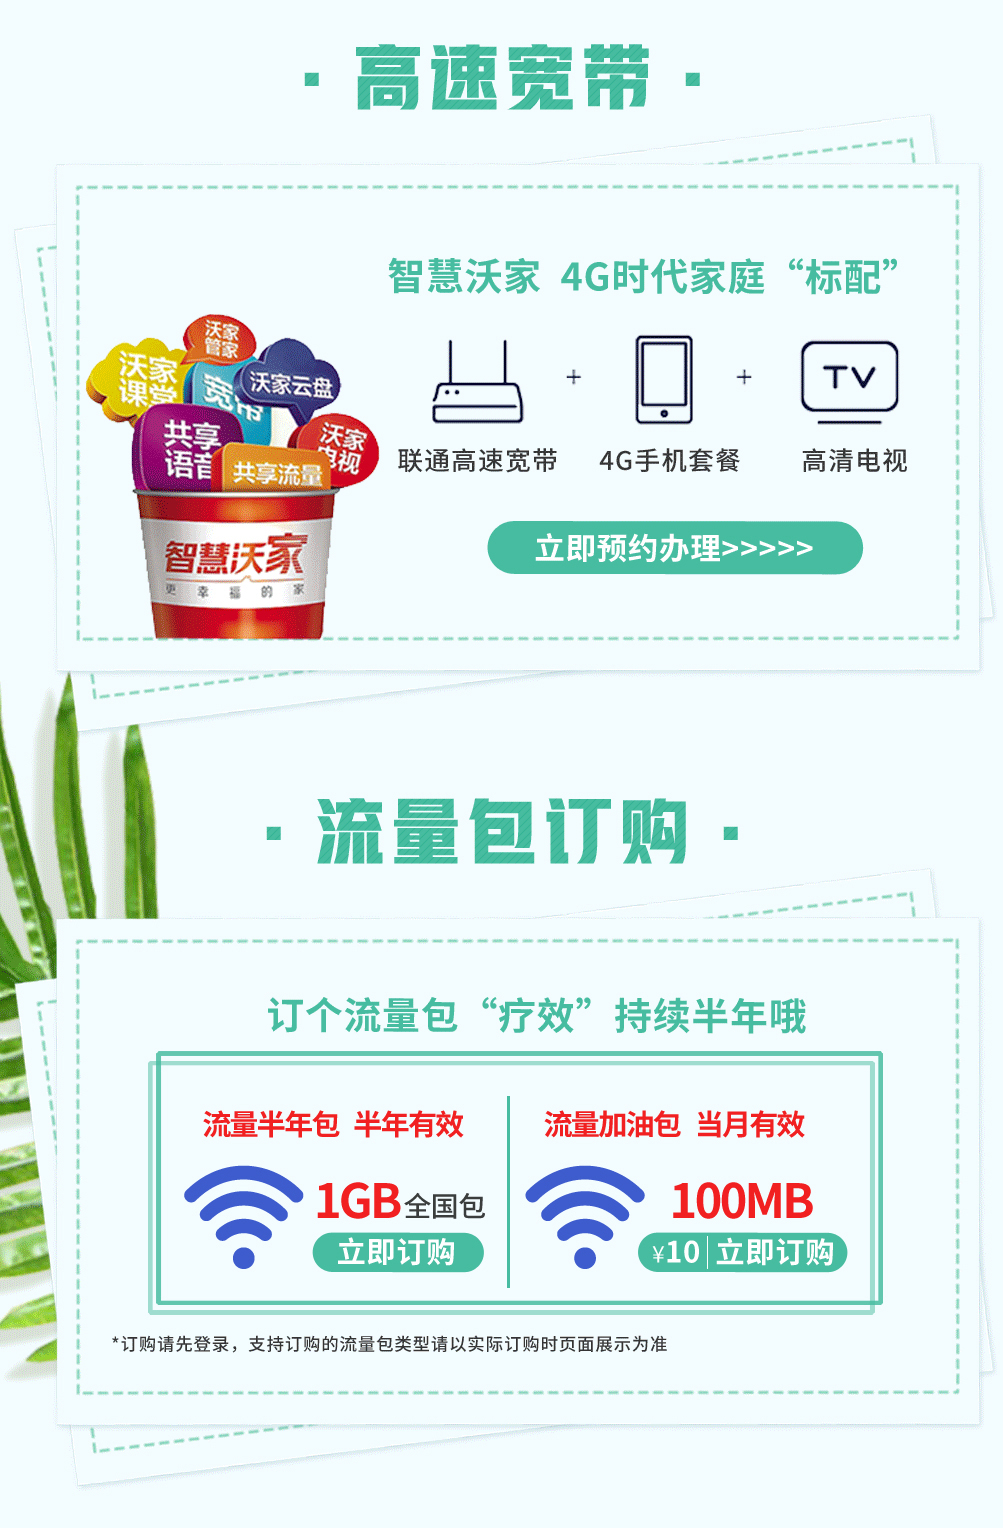 · 高速宽带 ·
智慧沃家 4G时代家庭“标配”
沃家
管家
沃家
课堂
宽带
沃家云盘
共享
语音
沃家
电视
共享流量
智慧沃家
更幸福的家
TV
+
+
联通高速宽带
4G手机套餐
高清电视
立即预约办理>>>>>
· 流量包订购 ·
订个流量包“疗效”持续半年哦
流量半年包 半年有效
1GB全国包
立即订购
流量加油包 当月有效
100MB
¥10 立即订购
*订购请先登录，支持订购的流量包类型请以实际订购时页面展示为准